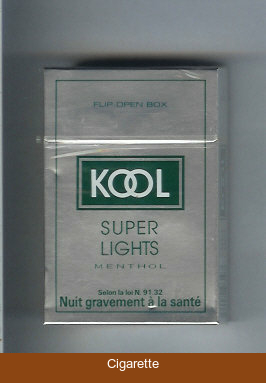 FLIP-OPEN BOX
KOOL
SUPER
LIGHTS
MENTHOL
Selon la loi N. 91.32
Nuit gravement à la santé
Cigarette